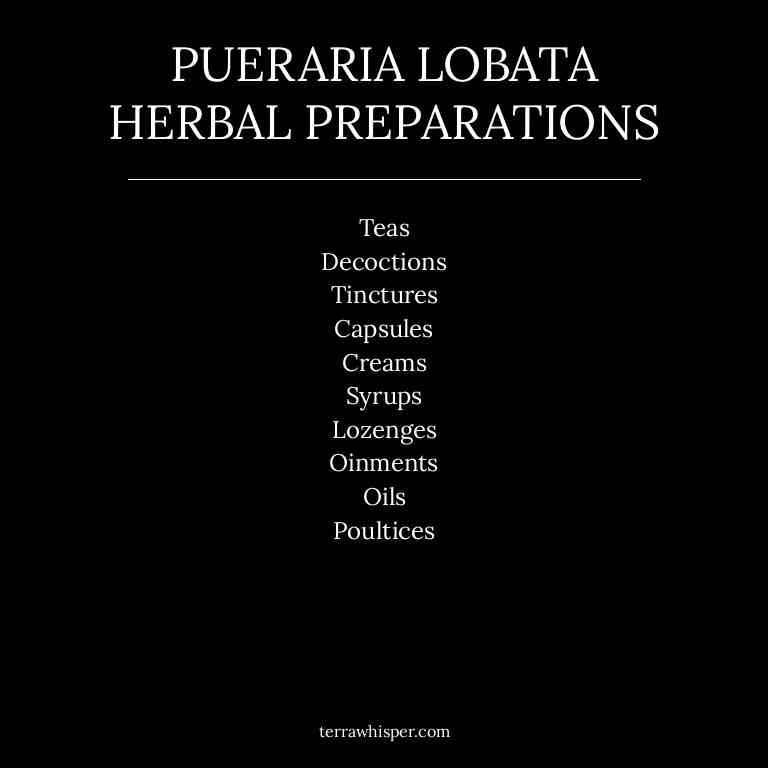 PUERARIA LOBATA
HERBAL PREPARATIONS
Teas
Decoctions
Tinctures
Capsules
Creams
Syrups
Lozenges
Oinments
Oils
Poultices
terrawhisper.com